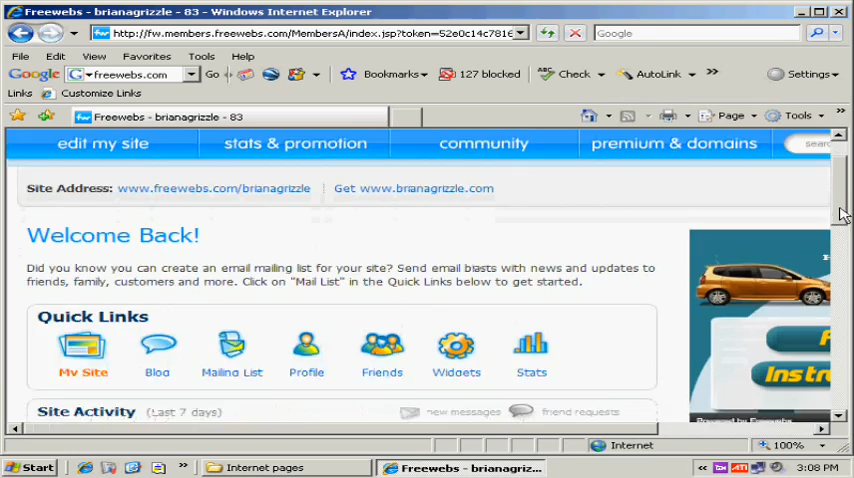 Freewebs - brianagrizzle - 83 - Windows Internet Explorer
http://fw.members.freewebs.com/MembersA/index.jsp?token=52e0c14c7816 Google
File Edit View Favorites Tools Help
Google freewebs.com Go Bookmarks 127 blocked Check AutoLink Settings
Links Customize Links
Freewebs - brianagrizzle - 83 Page Tools
edit my site stats & promotion community premium & domains searc
Site Address: www.freewebs.com/brianagrizzle | Get www.brianagrizzle.com
Welcome Back!
Did you know you can create an email mailing list for your site? Send email blasts with news and updates to
friends, family, customers and more. Click on "Mail List" in the Quick Links below to get started.
Quick Links
My Site Blog Mailing List Profile Friends Widgets Stats
Instru
Site Activity (Last 7 days) new messages friend requests
Powered by Freewebs
Internet 100%
Start Internet pages Freewebs - brianagriz... ATI 3:08 PM